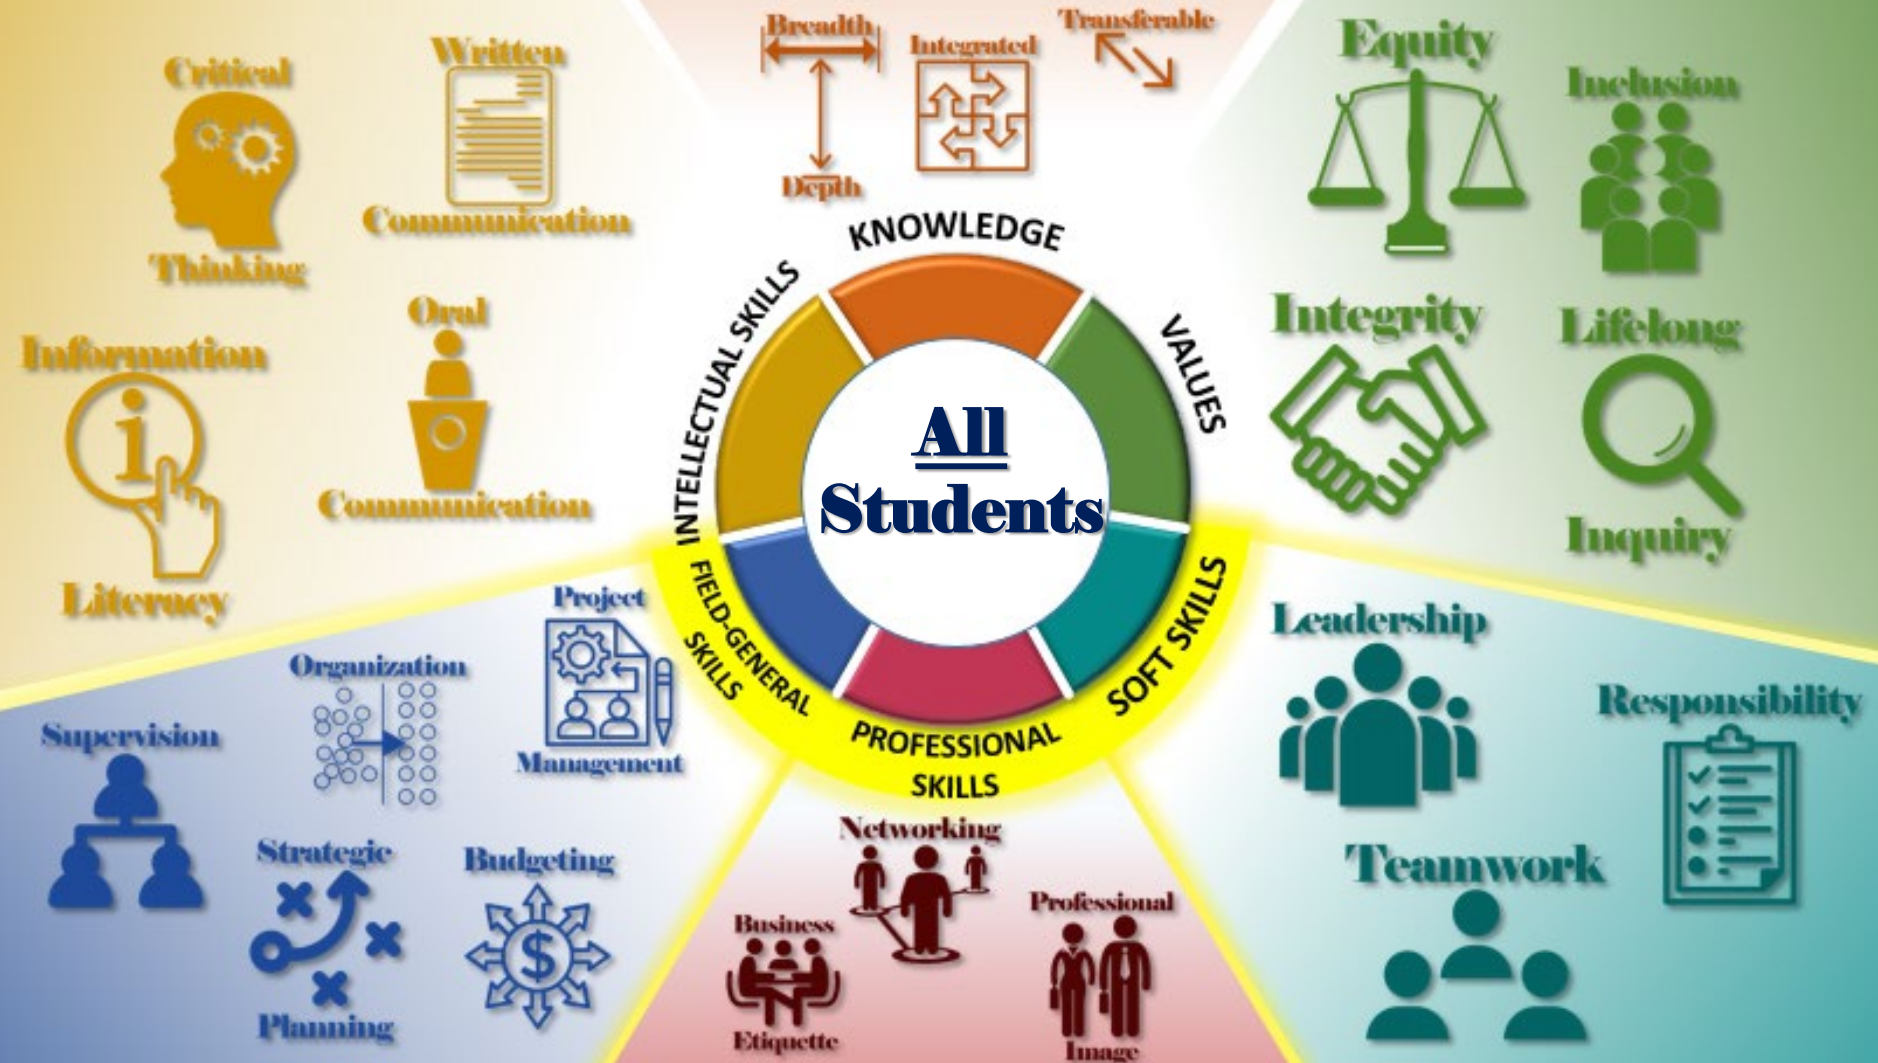 Critical
Thinking
Written
Communication
Information
Literacy
Oral
Communication
Breadth
Depth
Integrated
Transferable
Equity
Inclusion
Integrity
Lifelong
Inquiry
KNOWLEDGE
INTELLECTUAL SKILLS
VALUES
All
Students
FIELD-GENERAL
SKILLS
PROFESSIONAL
SKILLS
SOFT SKILLS
Project
Management
Organization
Supervision
Strategic
Planning
Budgeting
$
Networking
Business
Etiquette
Professional
Image
Leadership
Responsibility
Teamwork